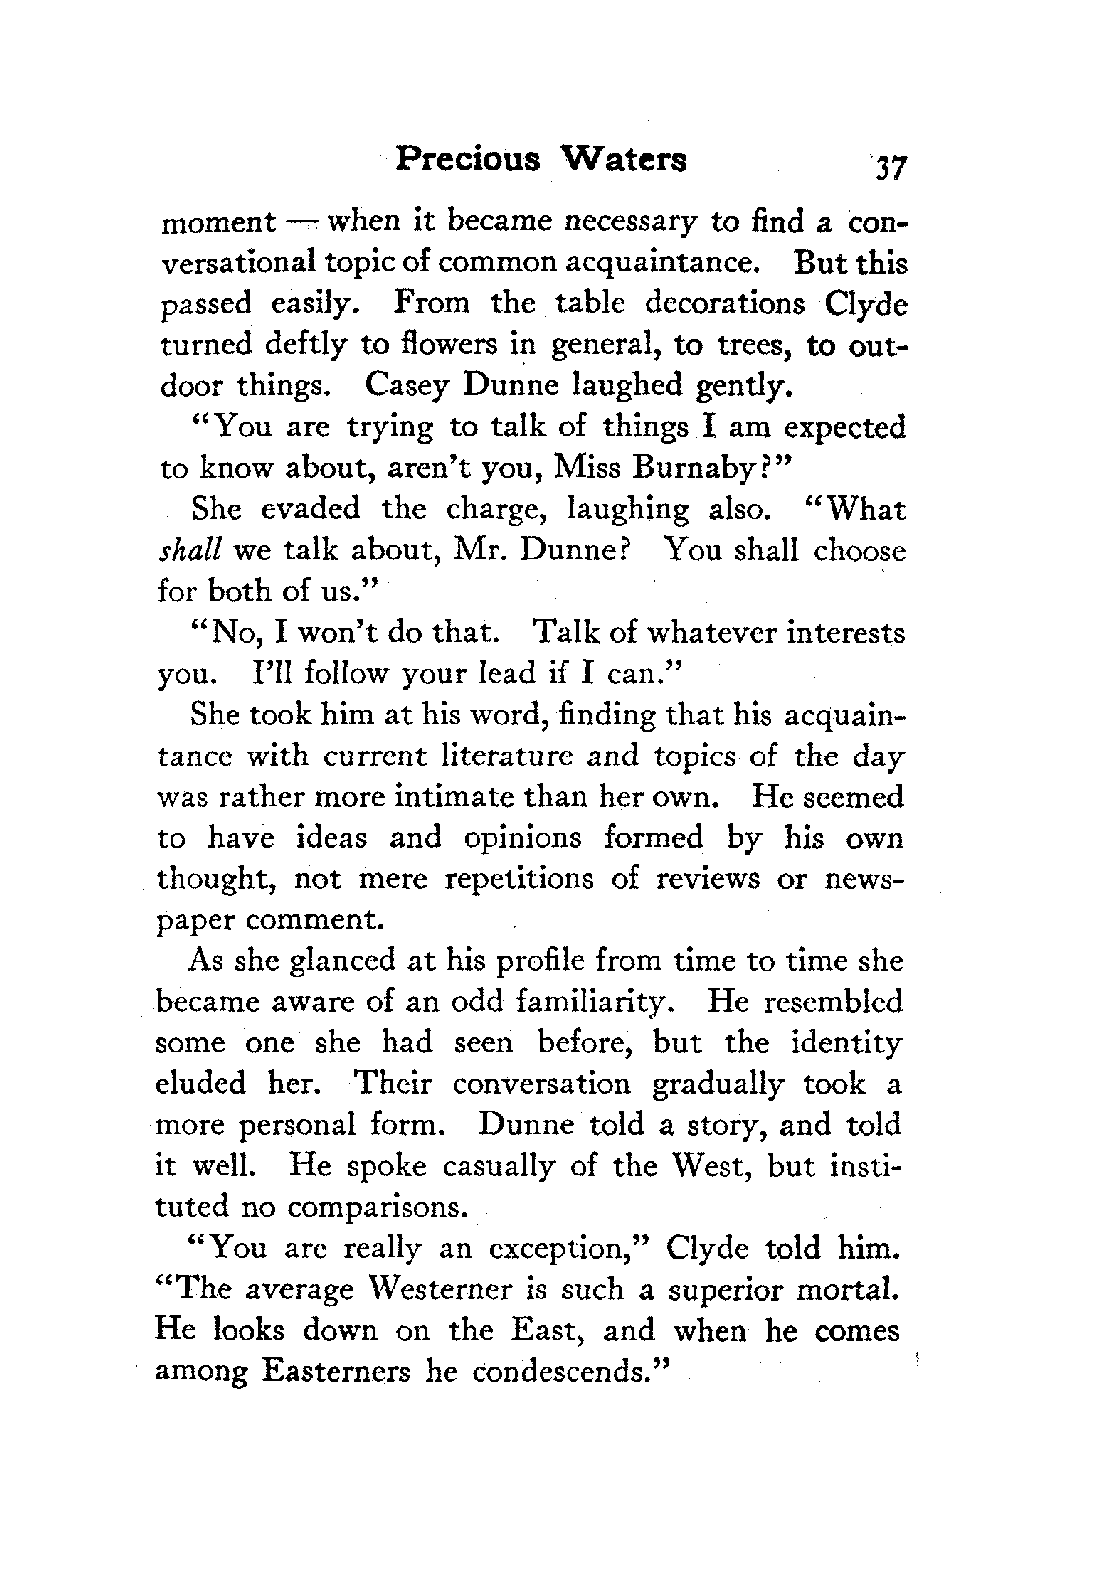 Precious Waters 37
moment — when it became necessary to find a con-
versational topic of common acquaintance. But this
passed easily. From the table decorations Clyde
turned deftly to flowers in general, to trees, to out-
door things. Casey Dunne laughed gently.
“You are trying to talk of things I am expected
to know about, aren’t you, Miss Burnaby?”
She evaded the charge, laughing also. “What
shall we talk about, Mr. Dunne? You shall choose
for both of us.”
“No, I won’t do that. Talk of whatever interests
you. I’ll follow your lead if I can.”
She took him at his word, finding that his acquain-
tance with current literature and topics of the day
was rather more intimate than her own. He seemed
to have ideas and opinions formed by his own
thought, not mere repetitions of reviews or news-
paper comment.
As she glanced at his profile from time to time she
became aware of an odd familiarity. He resembled
some one she had seen before, but the identity
eluded her. Their conversation gradually took a
more personal form. Dunne told a story, and told
it well. He spoke casually of the West, but insti-
tuted no comparisons.
“You are really an exception,” Clyde told him.
“The average Westerner is such a superior mortal.
He looks down on the East, and when he comes
among Easterners he condescends.”